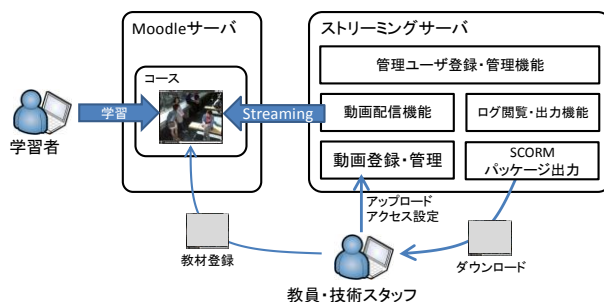 Moodleサーバ
ストリーミングサーバ
コース
管理ユーザ登録・管理機能
学習
Streaming
動画配信機能
ログ閲覧・出力機能
学習者
動画登録・管理
SCORM
パッケージ出力
アップロード
アクセス設定
教材登録
ダウンロード
教員・技術スタッフ